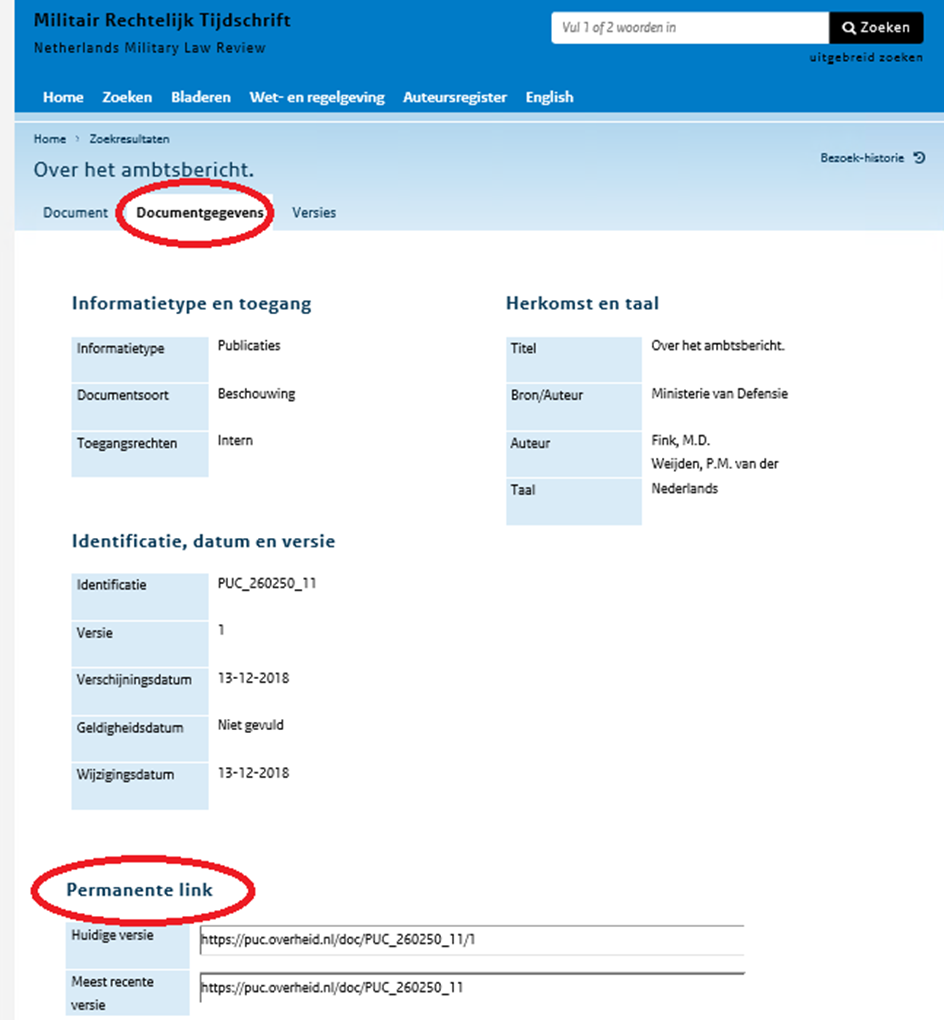 Militair Rechtelijk Tijdschrift
Netherlands Military Law Review
Vul 1 of 2 woorden in
Zoeken
uitgebreid zoeken
Home Zoeken Bladeren Wet- en regelgeving Auteursregister English
Home › Zoekresultaten
Bezoek-historie
Over het ambtsbericht.
Document Documentgegevens Versies
Informatietype en toegang
Informatietype Publicaties
Documentsoort Beschouwing
Toegangsrechten Intern
Herkomst en taal
Titel Over het ambtsbericht.
Bron/Auteur Ministerie van Defensie
Auteur Fink, M.D.
Weijden, P.M. van der
Taal Nederlands
Identificatie, datum en versie
Identificatie PUC_260250_11
Versie 1
Verschijningsdatum 13-12-2018
Geldigheidsdatum Niet gevuld
Wijzigingsdatum 13-12-2018
Permanente link
Huidige versie https://puc.overheid.nl/doc/PUC_260250_11/1
Meest recente https://puc.overheid.nl/doc/PUC_260250_11
versie